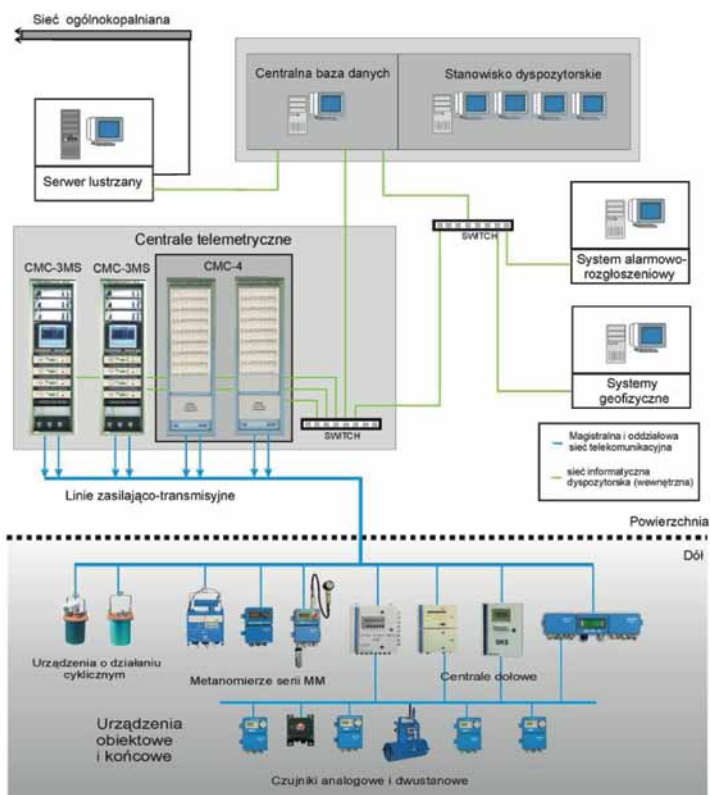 Sieć ogólnokopalniana
Centralna baza danych
Stanowisko dyspozytorskie
Serwer lustrzany
SWITCH
System alarmowo-
rozgłoszeniowy
Centrale telemetryczne
CMC-3MS
CMC-3MS
CMC-4
Systemy
geofizyczne
SWITCH
Magistralna i oddziałowa
sieć telekomunikacyjna
sieć informatyczna
dyspozytorska (wewnętrzna)
Linie zasilająco-transmisyjne
Powierzchnia
Dół
SKS
Urządzenia o działaniu
cyklicznym
Metanomierze serii MM
Centrale dołowe
Urządzenia
obiektowe
i końcowe
Czujniki analogowe i dwustanowe